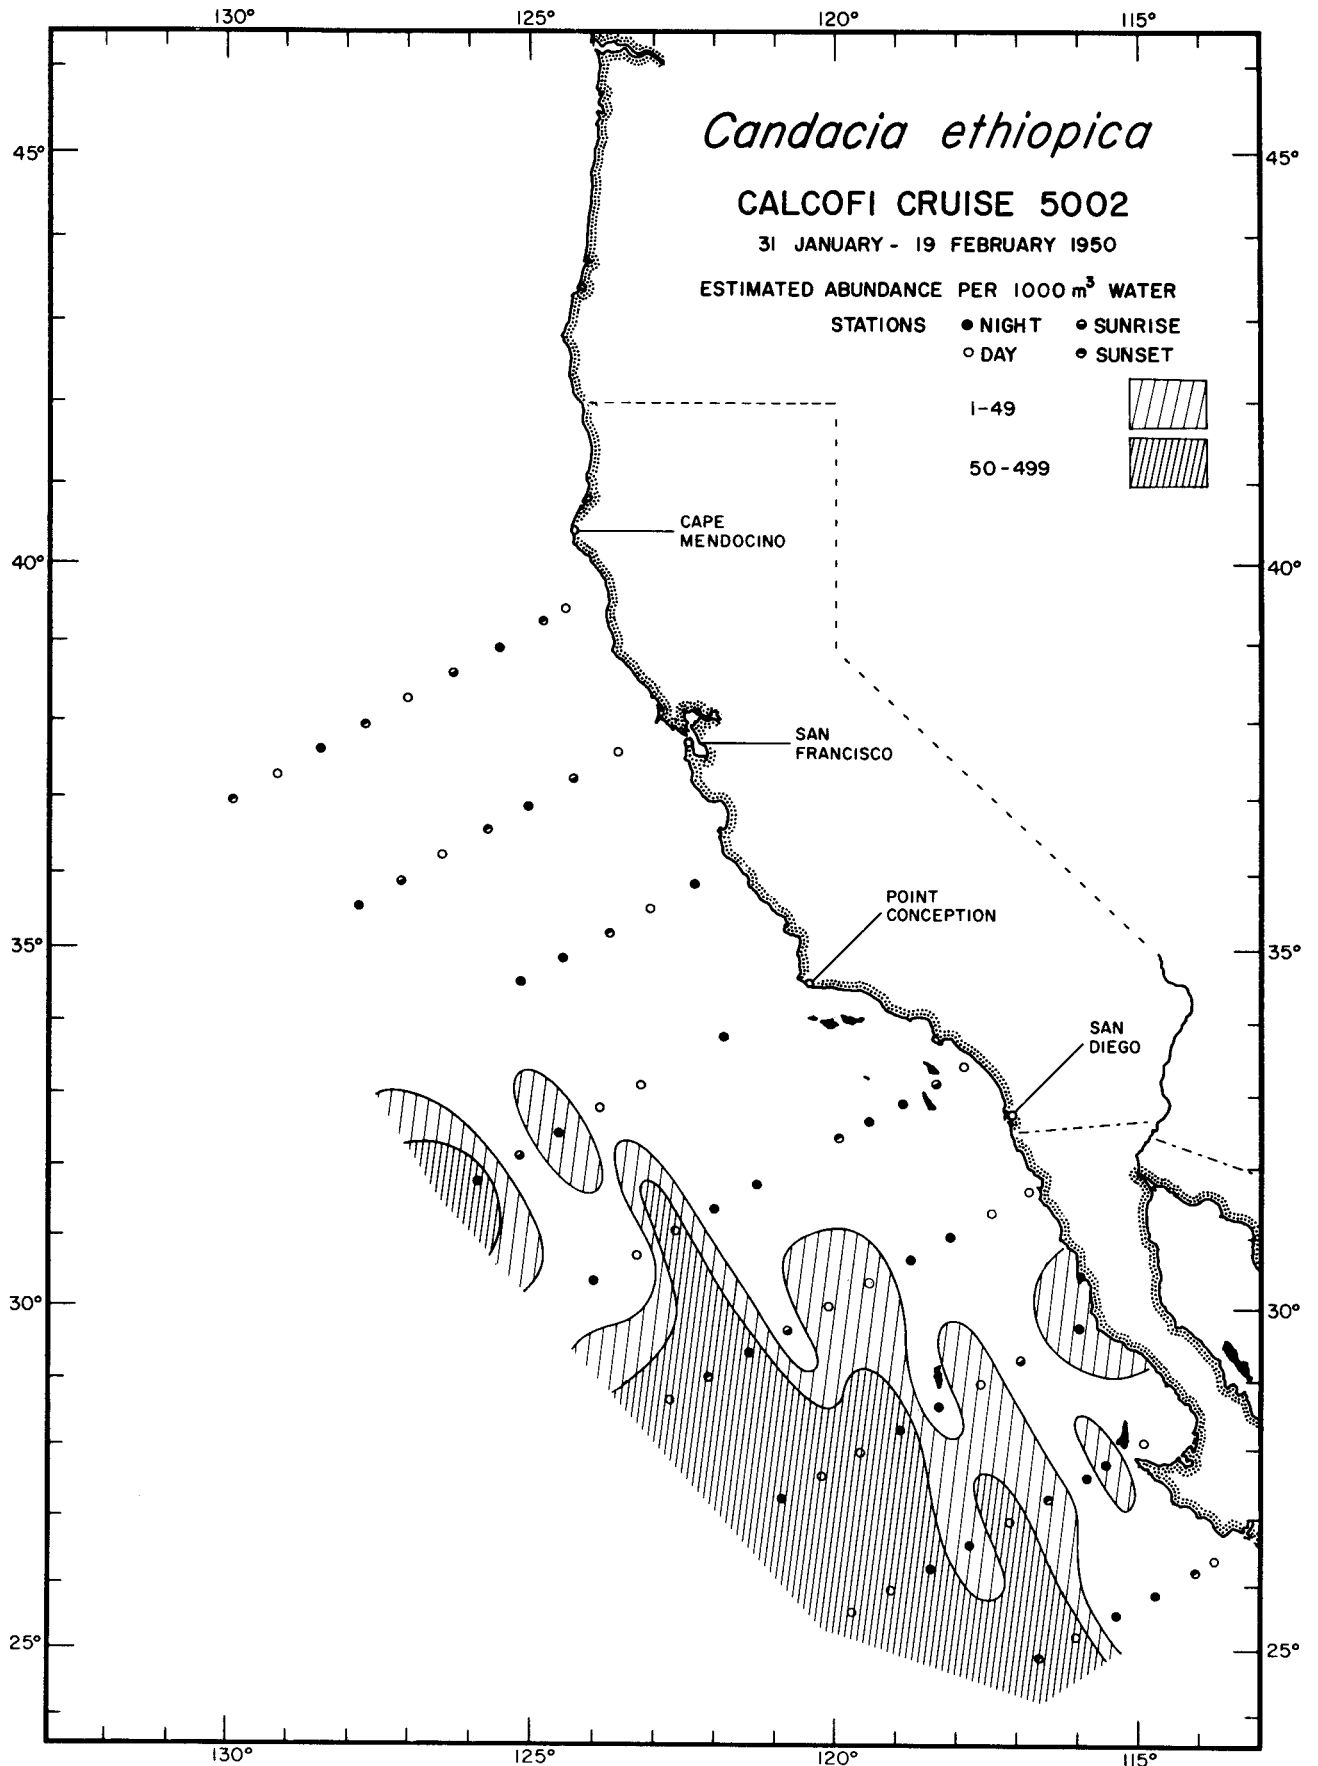 130° 125° 120° 115°
Candacia ethiopica
CALCOFI CRUISE 5002
31 JANUARY - 19 FEBRUARY 1950
ESTIMATED ABUNDANCE PER 1000 m³ WATER
STATIONS ● NIGHT ◒ SUNRISE
○ DAY ◓ SUNSET
1-49
50-499
45° 45°
CAPE
MENDOCINO
40° 40°
SAN
FRANCISCO
POINT
CONCEPTION
35° 35°
SAN
DIEGO
30° 30°
25° 25°
130° 125° 120° 115°